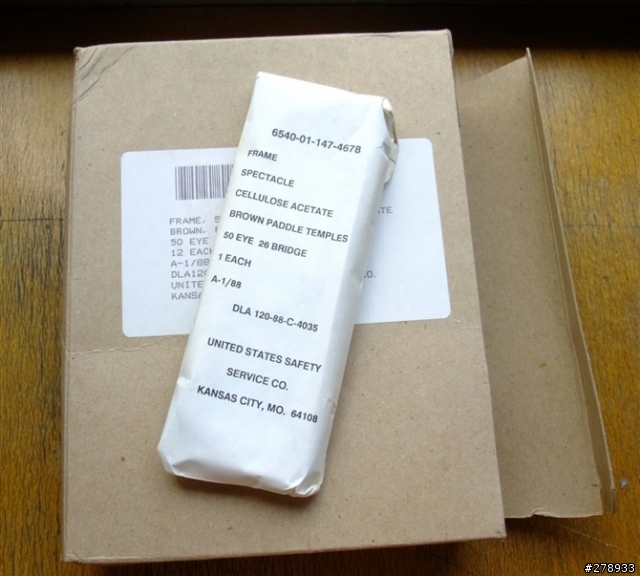 6540-01-147-4678
FRAME
SPECTACLE
CELLULOSE ACETATE
BROWN PADDLE TEMPLES
50 EYE 26 BRIDGE
1 EACH
A-1/88
DLA 120-88-C-4035
UNITED STATES SAFETY
SERVICE CO.
KANSAS CITY, MO. 64108
FRAME,
BROWN,
50 EYE
12 EACH
A-1/88
UNITE
KANSA
#278933